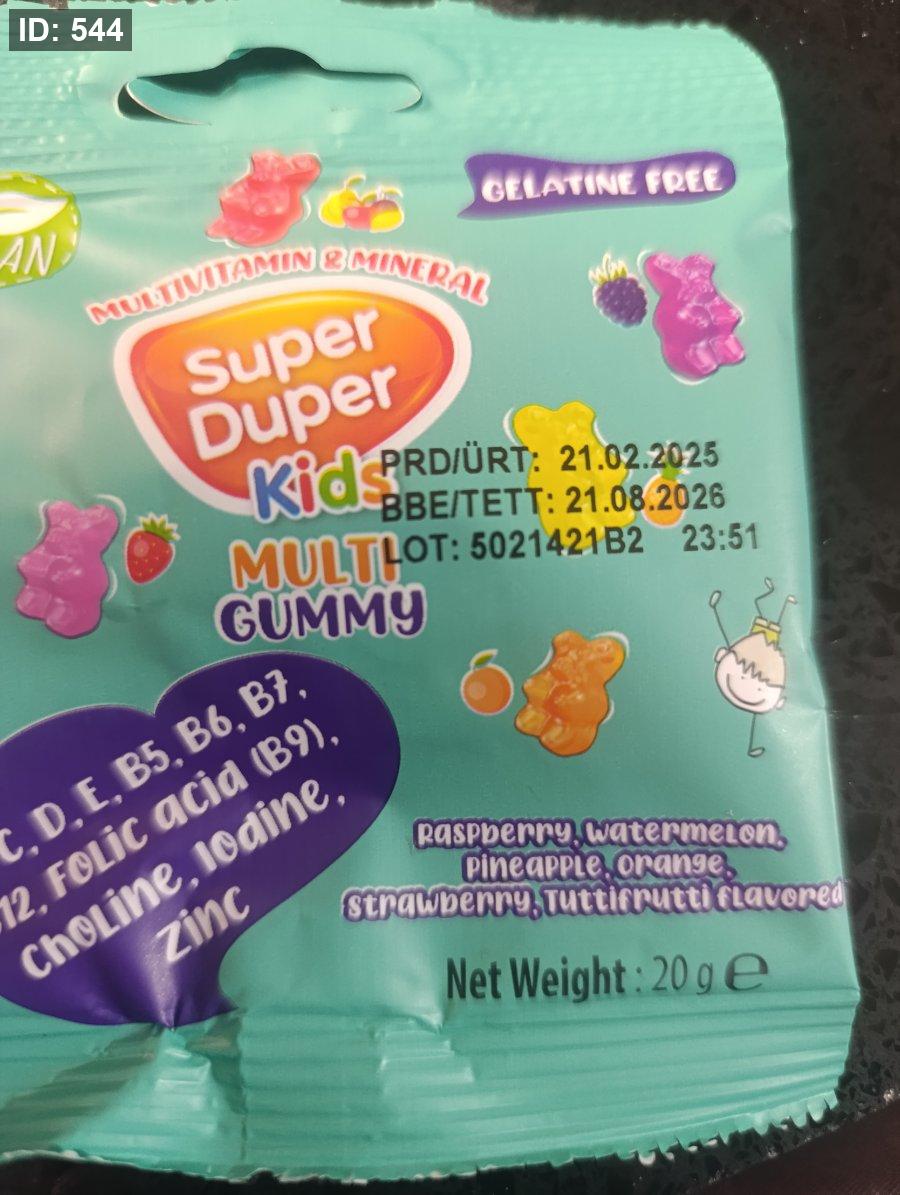 ID: 544
GELATINE FREE
AN
MULTIVITAMIN & MINERAL
Super
Duper
Kids
PRD/ÜRT: 21.02.2025
BBE/TETT: 21.08.2026
LOT: 5021421B2 23:51
MULTI
GUMMY
C, D, E, B5, B6, B7,
12, FOLIC acid (B9),
CHOLINE, Iodine,
Zinc
Raspberry, Watermelon,
Pineapple, Orange,
Strawberry, Tuttifrutti flavored
Net Weight : 20 g ℮